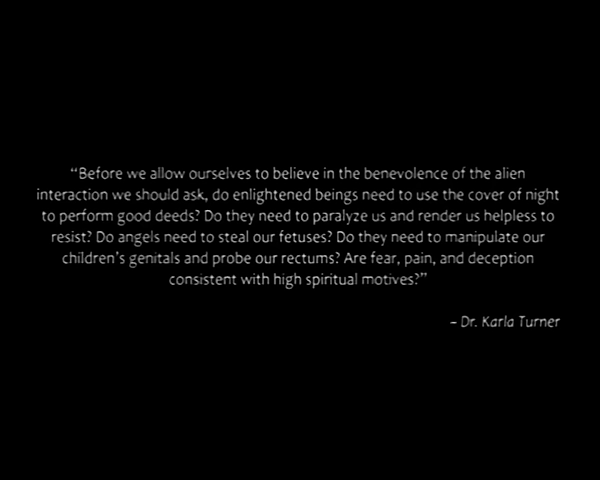 “Before we allow ourselves to believe in the benevolence of the alien
interaction we should ask, do enlightened beings need to use the cover of night
to perform good deeds? Do they need to paralyze us and render us helpless to
resist? Do angels need to steal our fetuses? Do they need to manipulate our
children’s genitals and probe our rectums? Are fear, pain, and deception
consistent with high spiritual motives?”
– Dr. Karla Turner